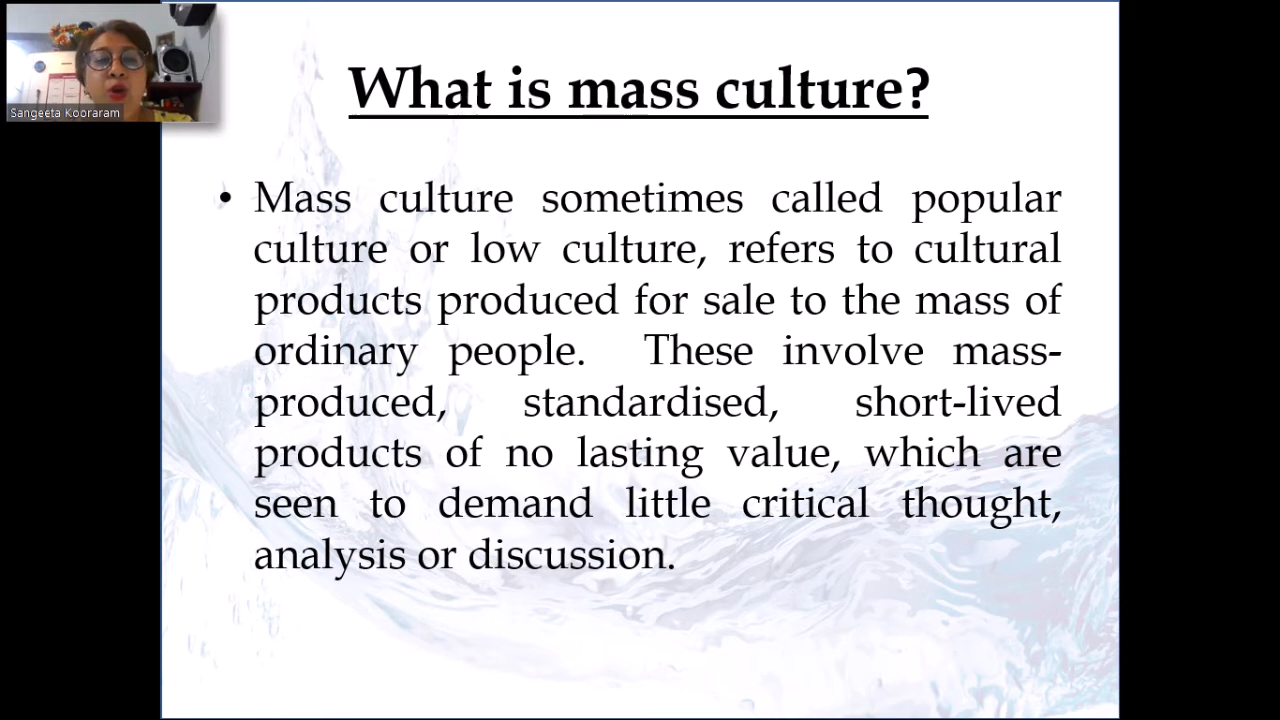 Sangeeta Kooraram
What is mass culture?
• Mass culture sometimes called popular
culture or low culture, refers to cultural
products produced for sale to the mass of
ordinary people. These involve mass-
produced, standardised, short-lived
products of no lasting value, which are
seen to demand little critical thought,
analysis or discussion.